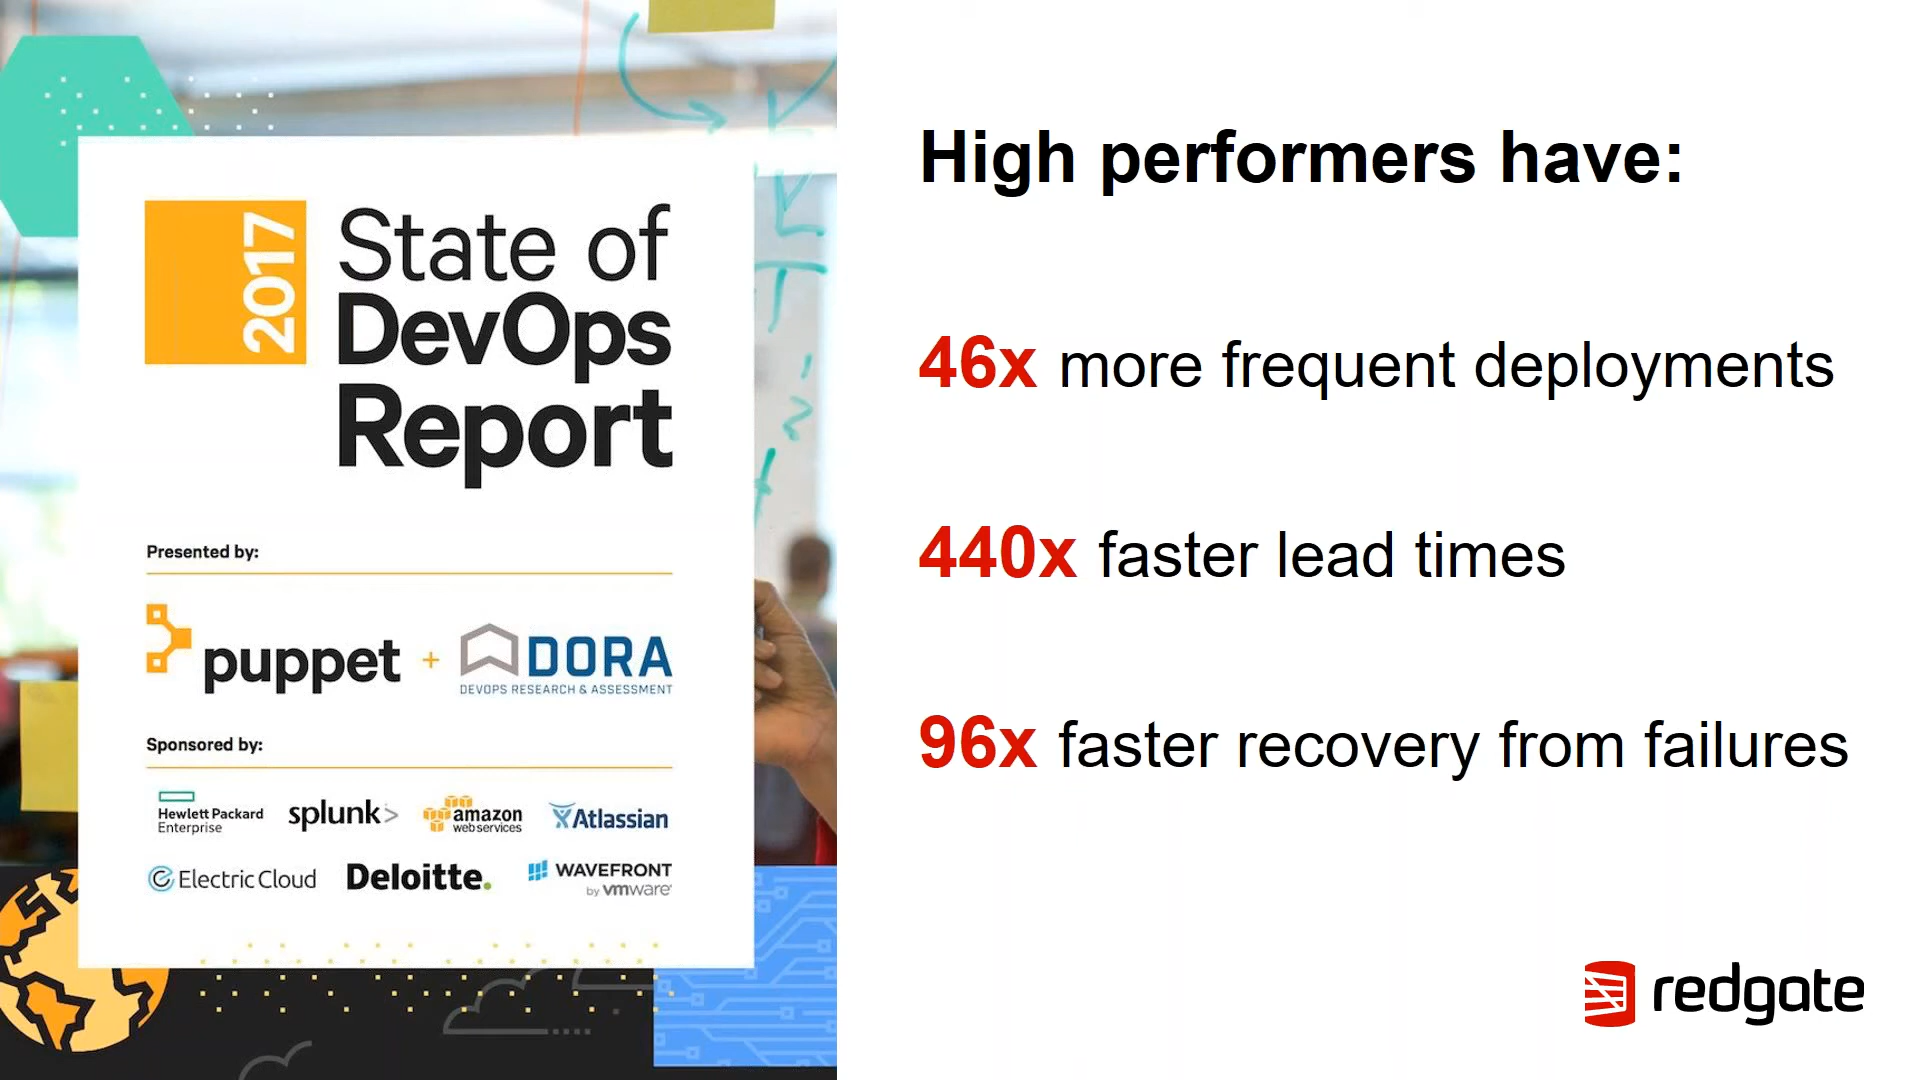 2017
State of
DevOps
Report
Presented by:
puppet + DORA
DEVOPS RESEARCH & ASSESSMENT
Sponsored by:
Hewlett Packard
Enterprise
splunk>
amazon
webservices
Atlassian
Electric Cloud
Deloitte.
WAVEFRONT
by vmware
High performers have:
46x more frequent deployments
440x faster lead times
96x faster recovery from failures
redgate